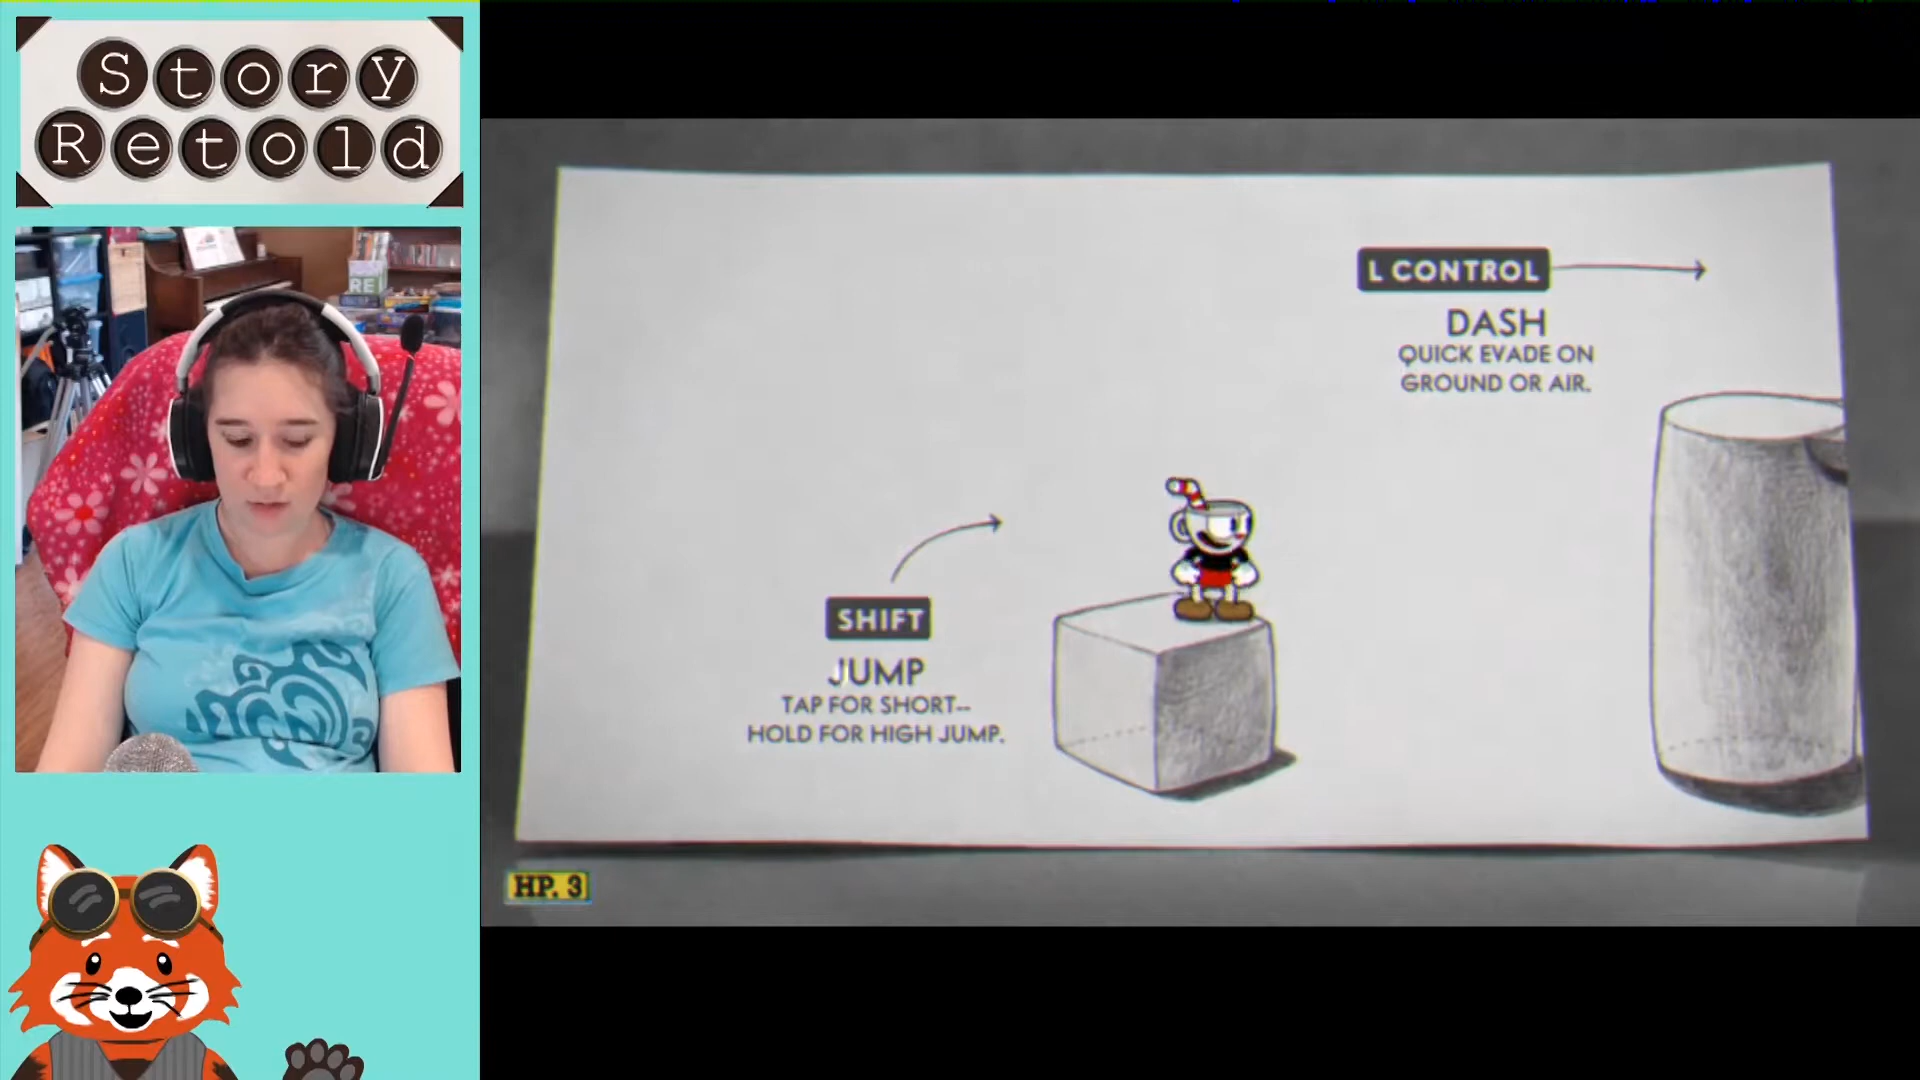 Story
Retold
RE
L CONTROL
DASH
QUICK EVADE ON
GROUND OR AIR.
SHIFT
JUMP
TAP FOR SHORT--
HOLD FOR HIGH JUMP.
HP. 3